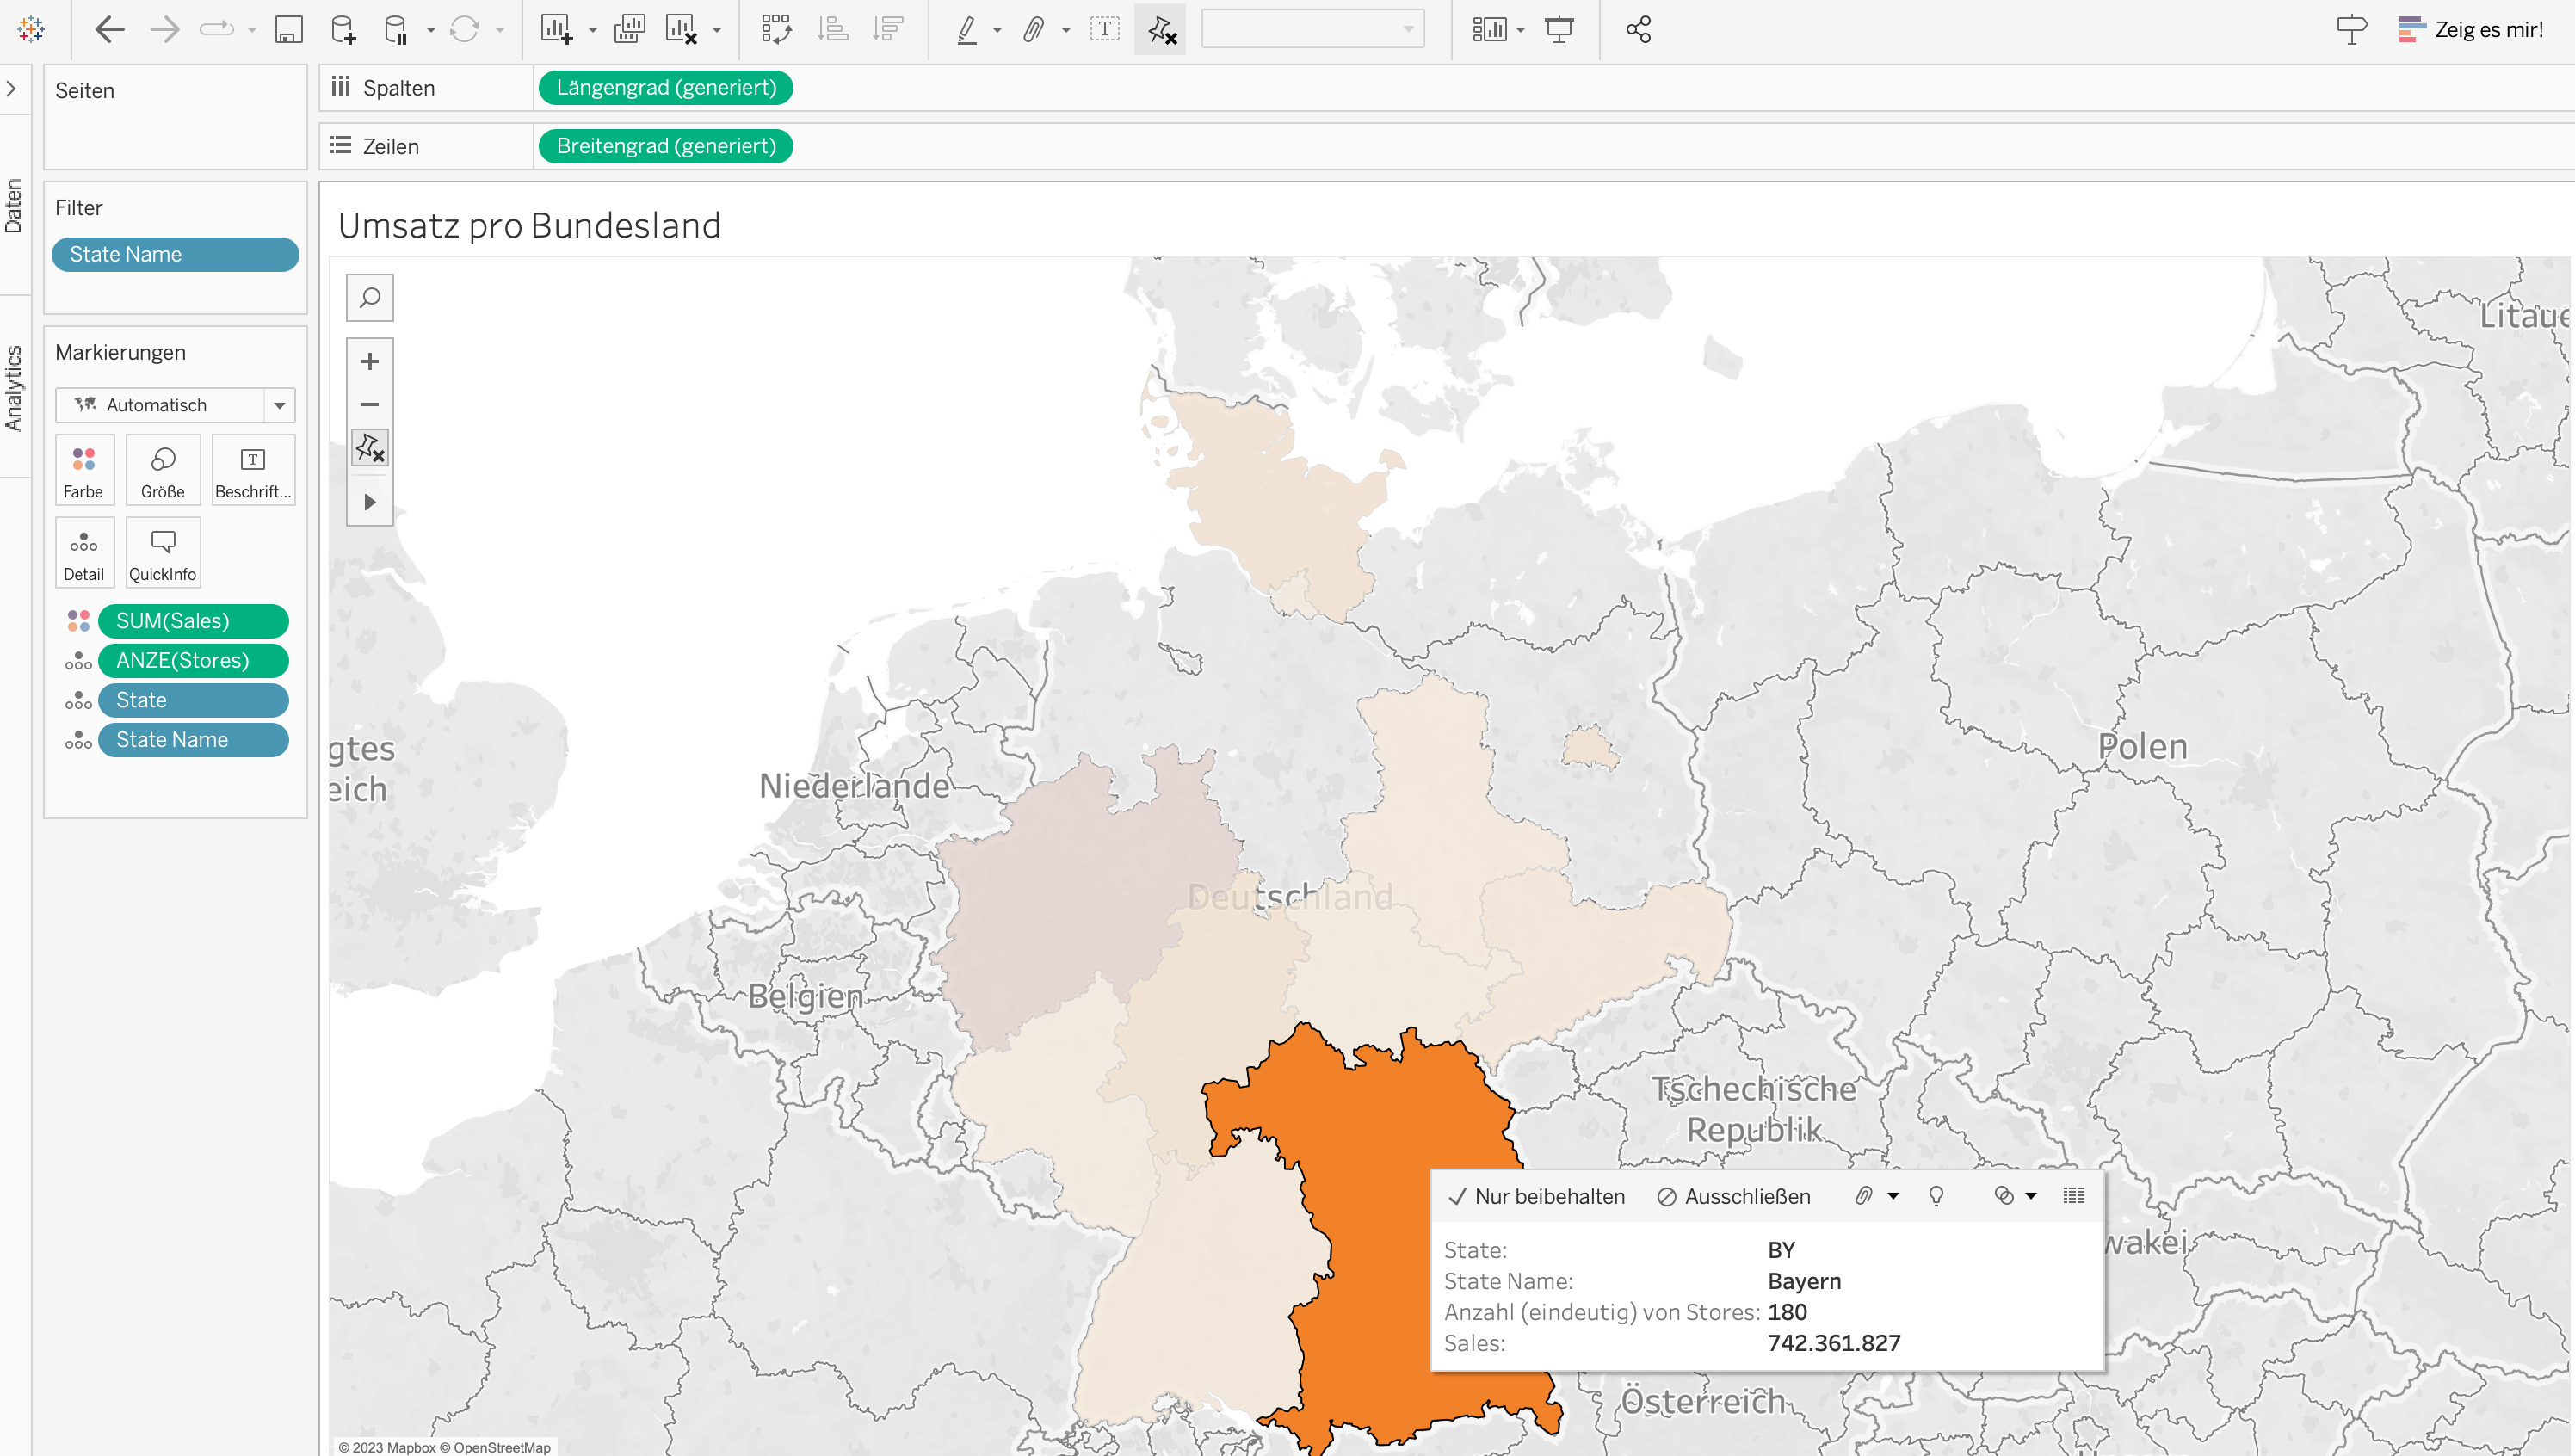 Zeig es mir!
Daten
Analytics
Seiten
Filter
State Name
Markierungen
Automatisch
Farbe
Größe
Beschrift...
Detail
QuickInfo
SUM(Sales)
ANZE(Stores)
State
State Name
Spalten
Längengrad (generiert)
Zeilen
Breitengrad (generiert)
Umsatz pro Bundesland
Litaue
gtes
eich
Niederlande
Polen
Deutschland
Belgien
Tschechische
Republik
Nur beibehalten
Ausschließen
State: BY
State Name: Bayern
Anzahl (eindeutig) von Stores: 180
Sales: 742.361.827
wakei
Österreich
© 2023 Mapbox © OpenStreetMap